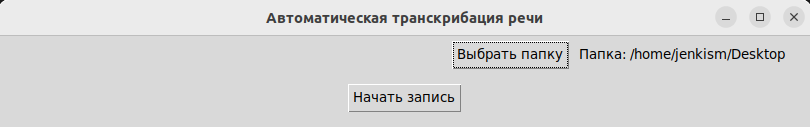 Автоматическая транскрибация речи
Выбрать папку Папка: /home/jenkism/Desktop
Начать запись